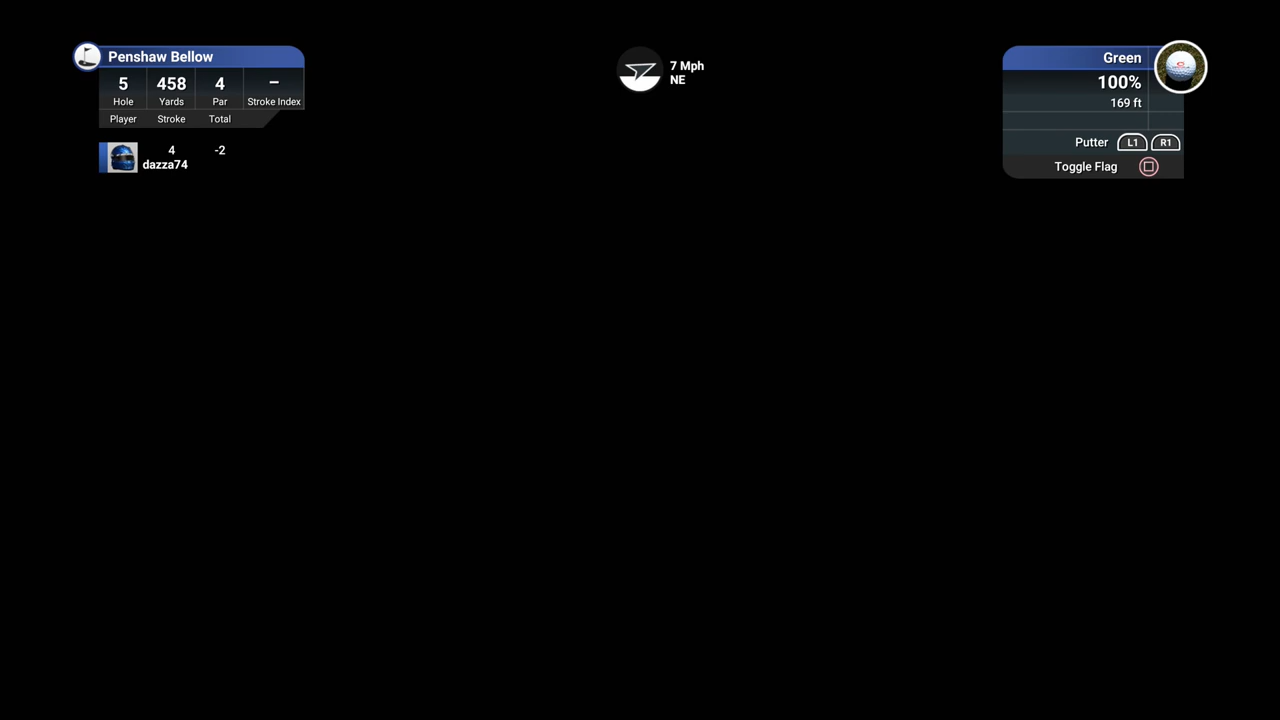 Penshaw Bellow
5 458 4 –
Hole Yards Par Stroke Index
Player Stroke Total
4 -2
dazza74
7 Mph
NE
Green
100%
169 ft
Putter L1 R1
Toggle Flag